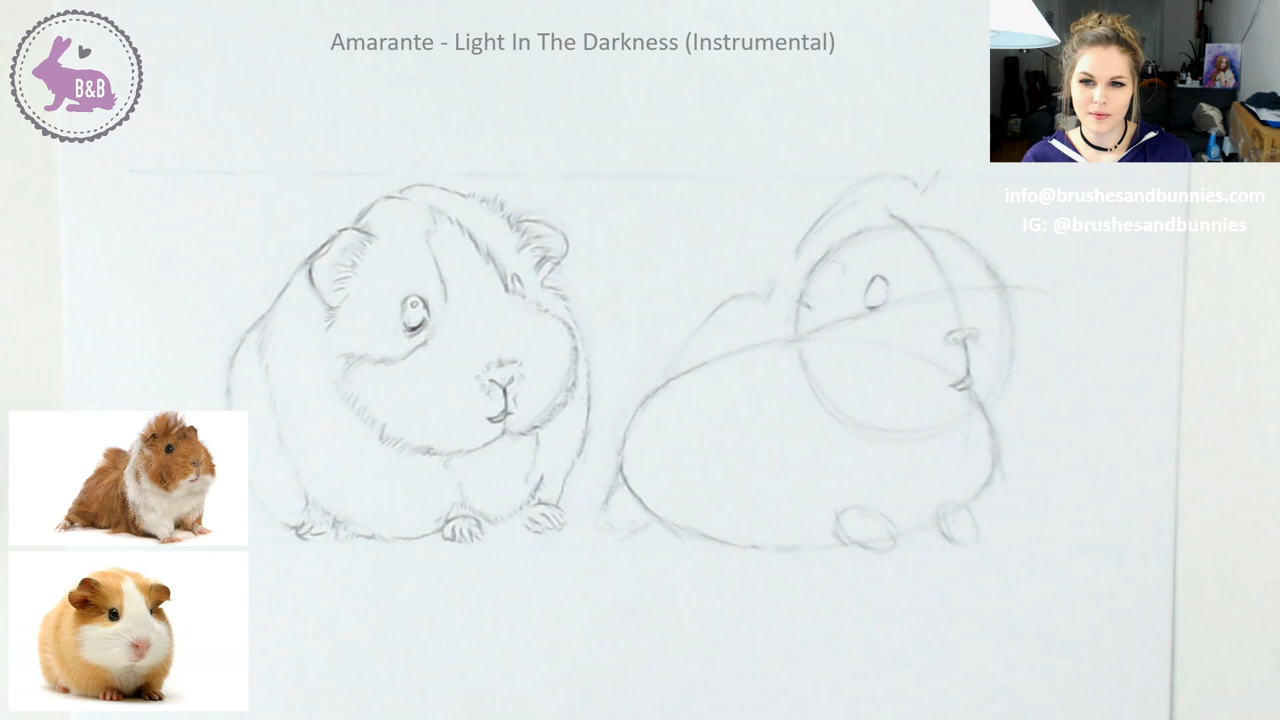 B&B
Amarante - Light In The Darkness (Instrumental)
info@brushesandbunnies.com
IG: @brushesandbunnies